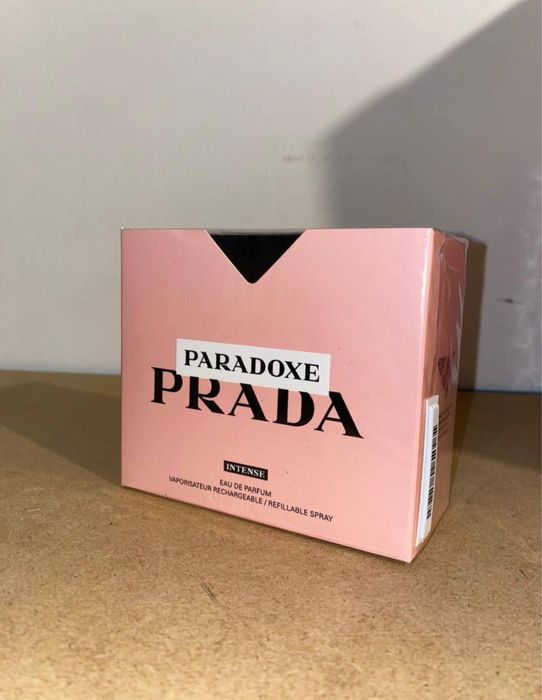 PARADOXE
PRADA
INTENSE
EAU DE PARFUM
VAPORISATEUR RECHARGEABLE / REFILLABLE SPRAY